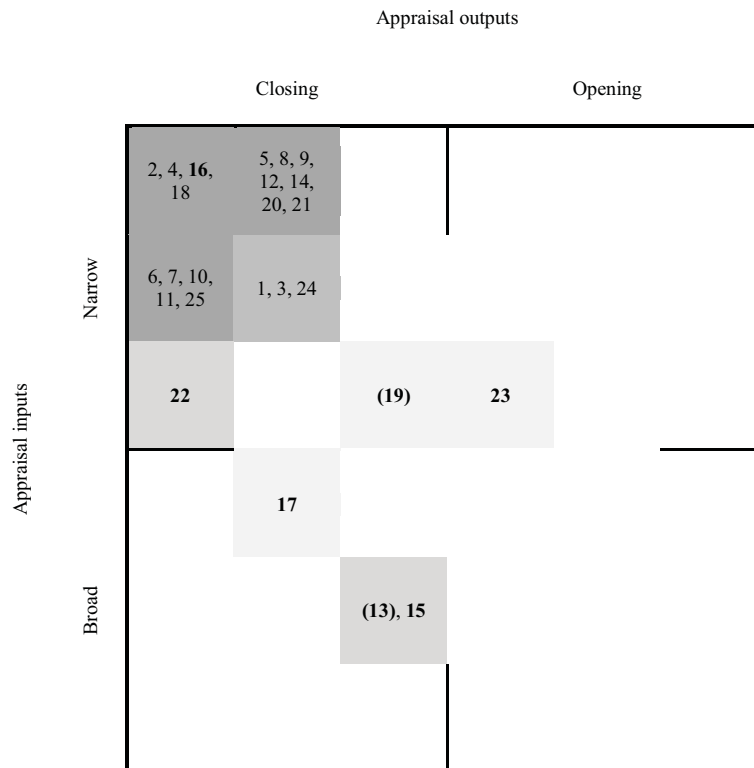 Appraisal outputs
Closing
Opening
2, 4, 16,
18
5, 8, 9,
12, 14,
20, 21
Narrow
6, 7, 10,
11, 25
1, 3, 24
Appraisal inputs
22
(19)
23
17
Broad
(13), 15